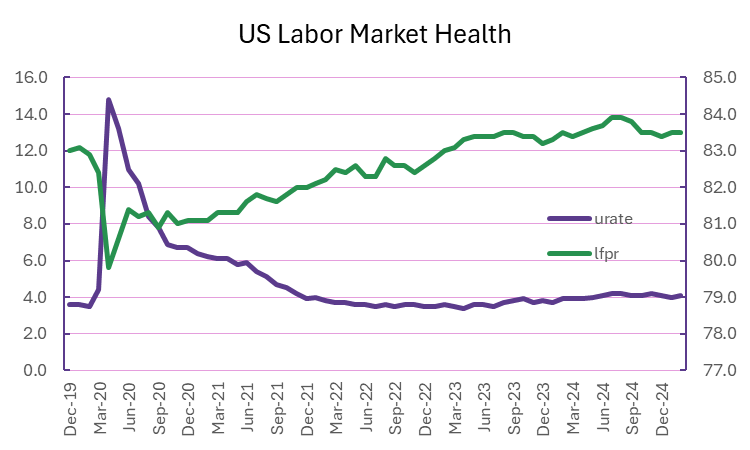 US Labor Market Health
16.0
14.0
12.0
10.0
8.0
6.0
4.0
2.0
0.0
85.0
84.0
83.0
82.0
81.0
80.0
79.0
78.0
77.0
urate
lfpr
Dec-19
Mar-20
Jun-20
Sep-20
Dec-20
Mar-21
Jun-21
Sep-21
Dec-21
Mar-22
Jun-22
Sep-22
Dec-22
Mar-23
Jun-23
Sep-23
Dec-23
Mar-24
Jun-24
Sep-24
Dec-24